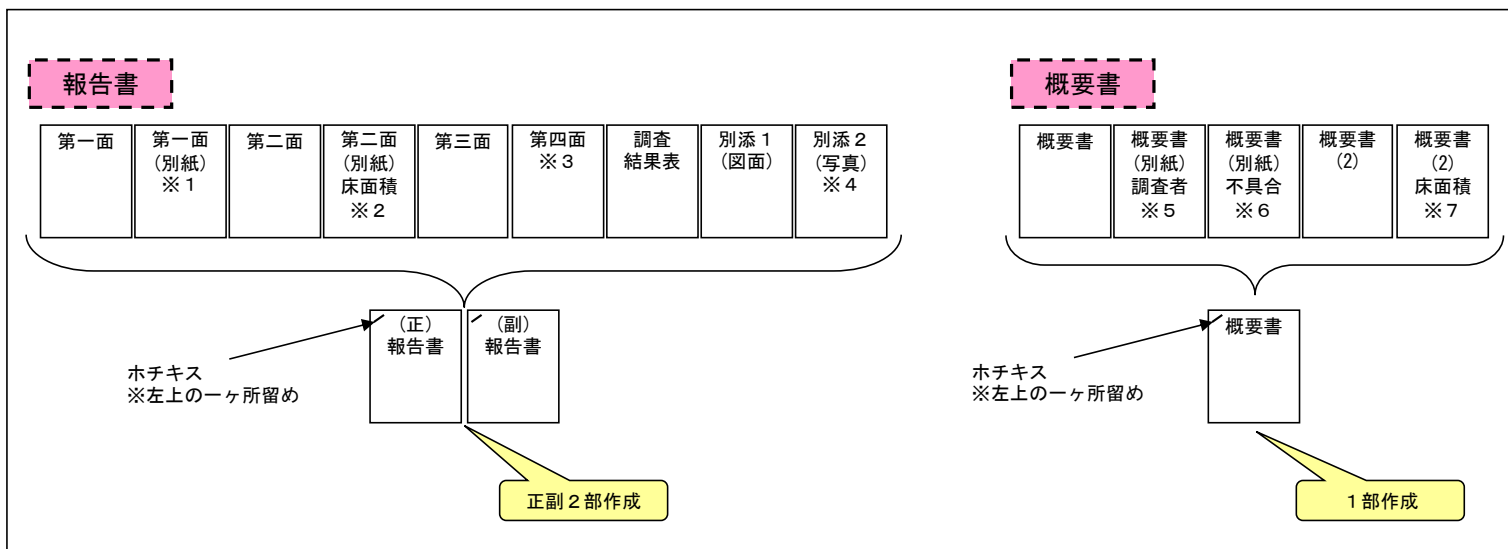 報告書
第一面
第一面
(別紙)
※1
第二面
第二面
(別紙)
床面積
※2
第三面
第四面
※3
調査
結果表
別添1
(図面)
別添2
(写真)
※4
(正)
報告書
(副)
報告書
ホチキス
※左上の一ヶ所留め
正副2部作成
概要書
概要書
概要書
(別紙)
調査者
※5
概要書
(別紙)
不具合
※6
概要書
(2)
概要書
(2)
床面積
※7
概要書
ホチキス
※左上の一ヶ所留め
1部作成